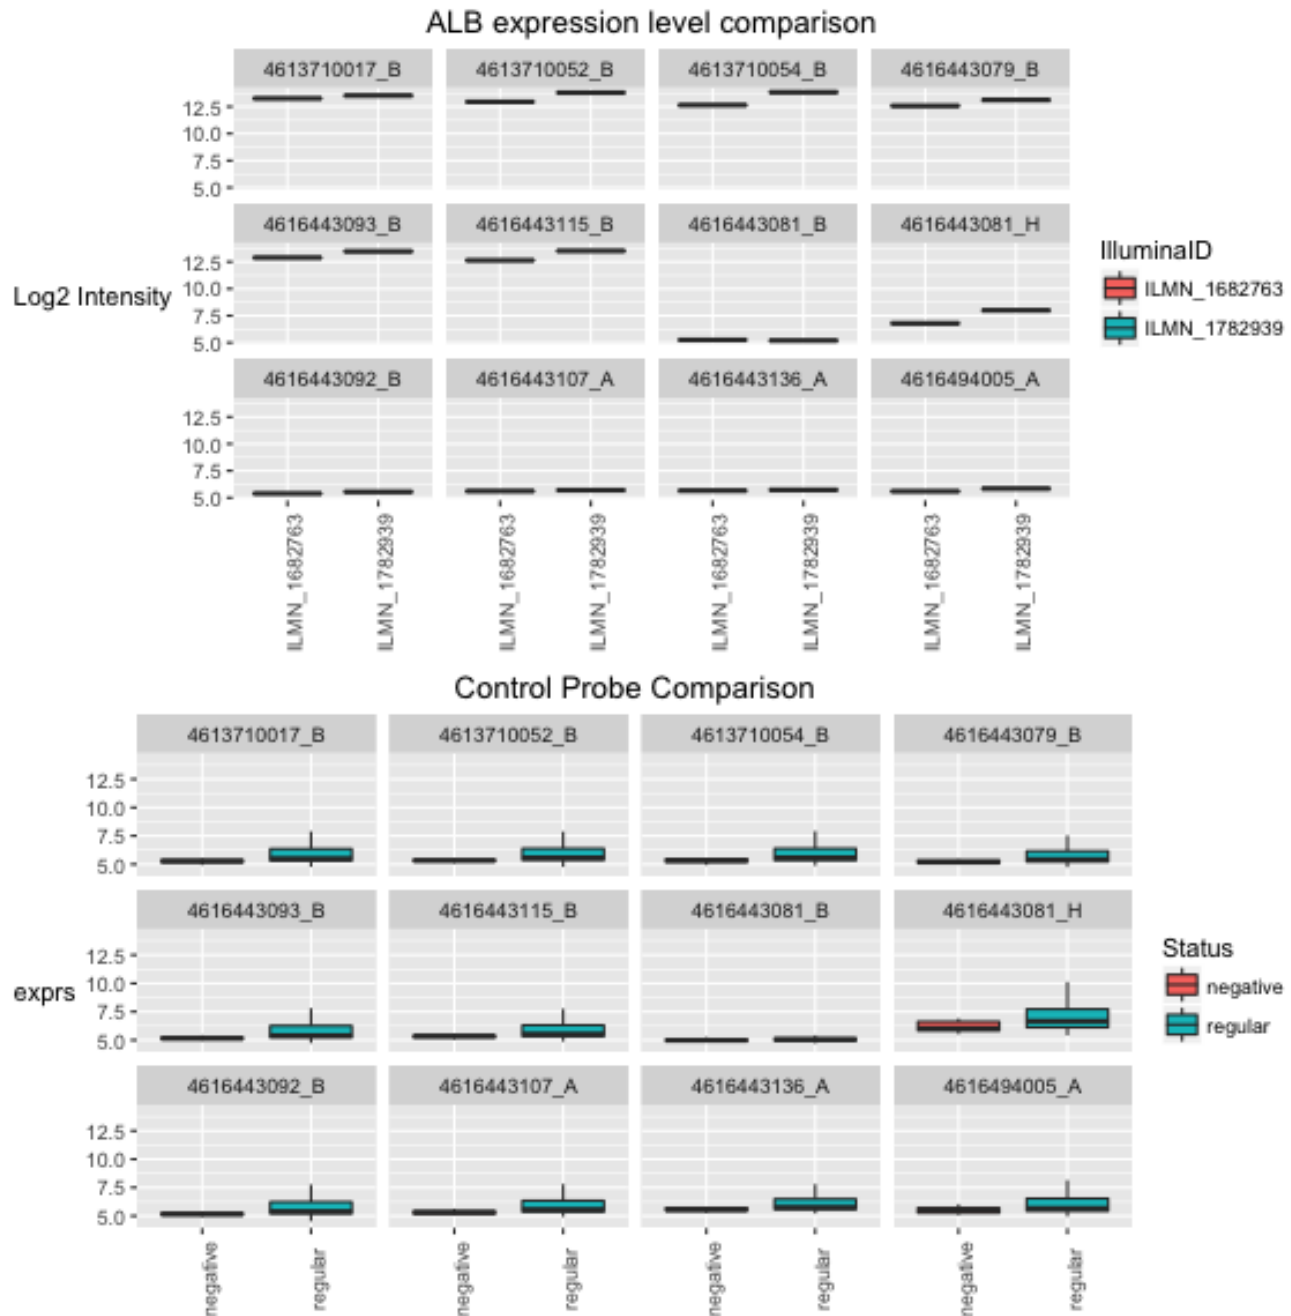 ALB expression level comparison
4613710017_B 4613710052_B 4613710054_B 4616443079_B
12.5
10.0
7.5
5.0
4616443093_B 4616443115_B 4616443081_B 4616443081_H
12.5
10.0
7.5
5.0
Log2 Intensity
IlluminaID
ILMN_1682763
ILMN_1782939
4616443092_B 4616443107_A 4616443136_A 4616494005_A
12.5
10.0
7.5
5.0
ILMN_1682763 ILMN_1782939 ILMN_1682763 ILMN_1782939 ILMN_1682763 ILMN_1782939 ILMN_1682763 ILMN_1782939
Control Probe Comparison
4613710017_B 4613710052_B 4613710054_B 4616443079_B
12.5
10.0
7.5
5.0
4616443093_B 4616443115_B 4616443081_B 4616443081_H
12.5
10.0
7.5
5.0
exprs
Status
negative
regular
4616443092_B 4616443107_A 4616443136_A 4616494005_A
12.5
10.0
7.5
5.0
negative regular negative regular negative regular negative regular